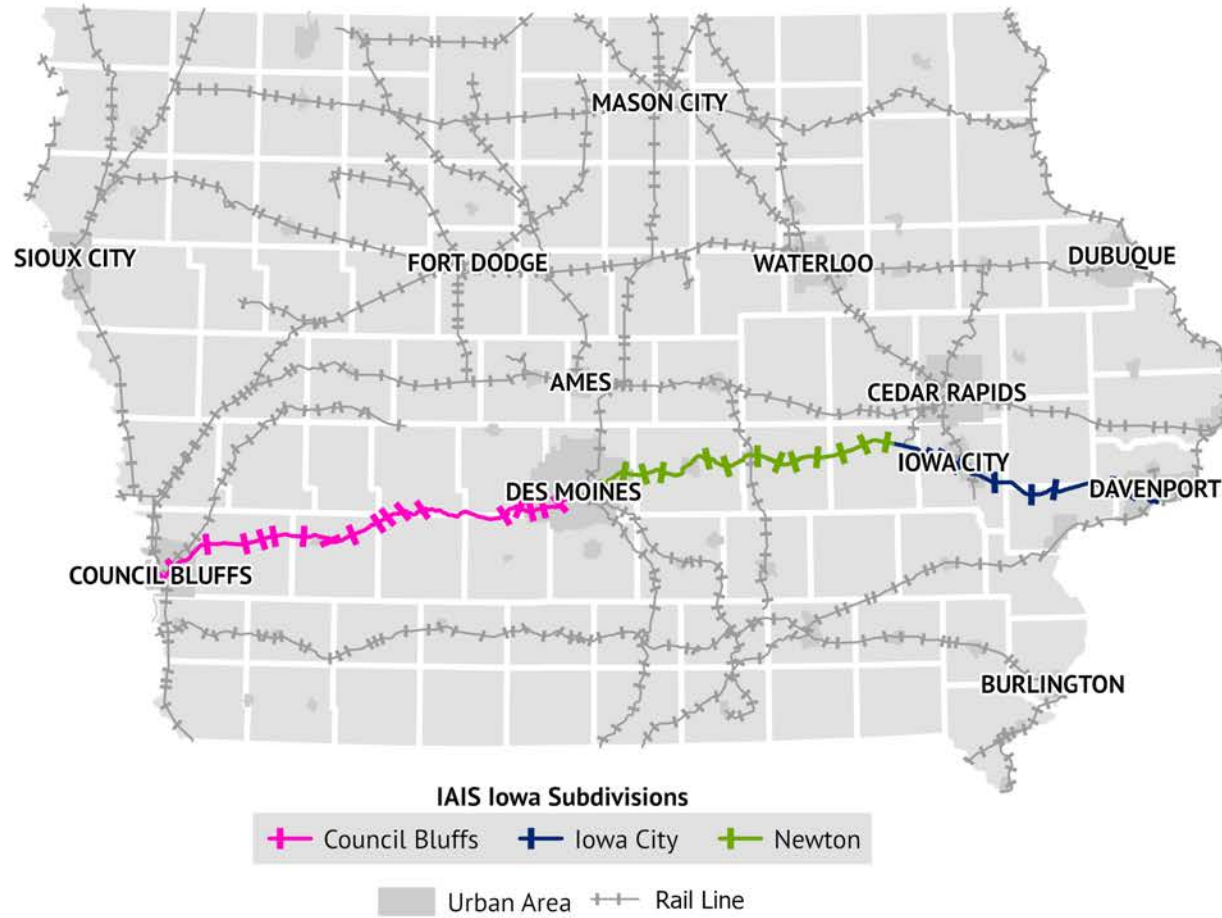 MASON CITY
SIOUX CITY
FORT DODGE
WATERLOO
DUBUQUE
AMES
CEDAR RAPIDS
IOWA CITY
DES MOINES
DAVENPORT
COUNCIL BLUFFS
BURLINGTON
IAIS Iowa Subdivisions
Council Bluffs Iowa City Newton
Urban Area Rail Line